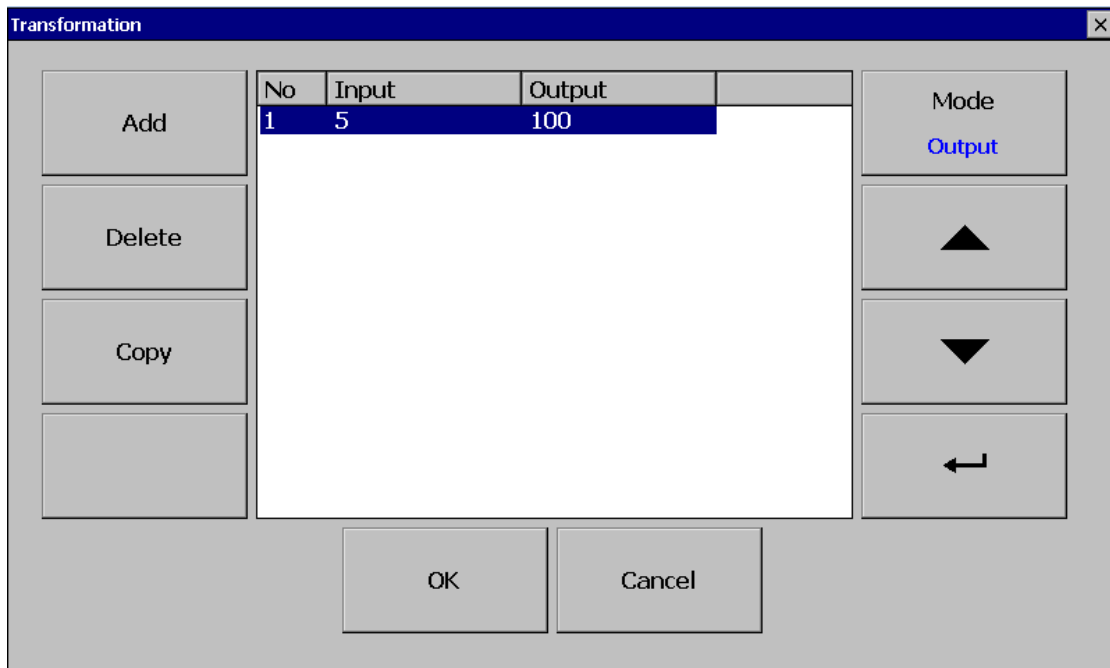 Transformation
Add
Delete
Copy
No Input Output
1 5 100
Mode
Output
OK Cancel